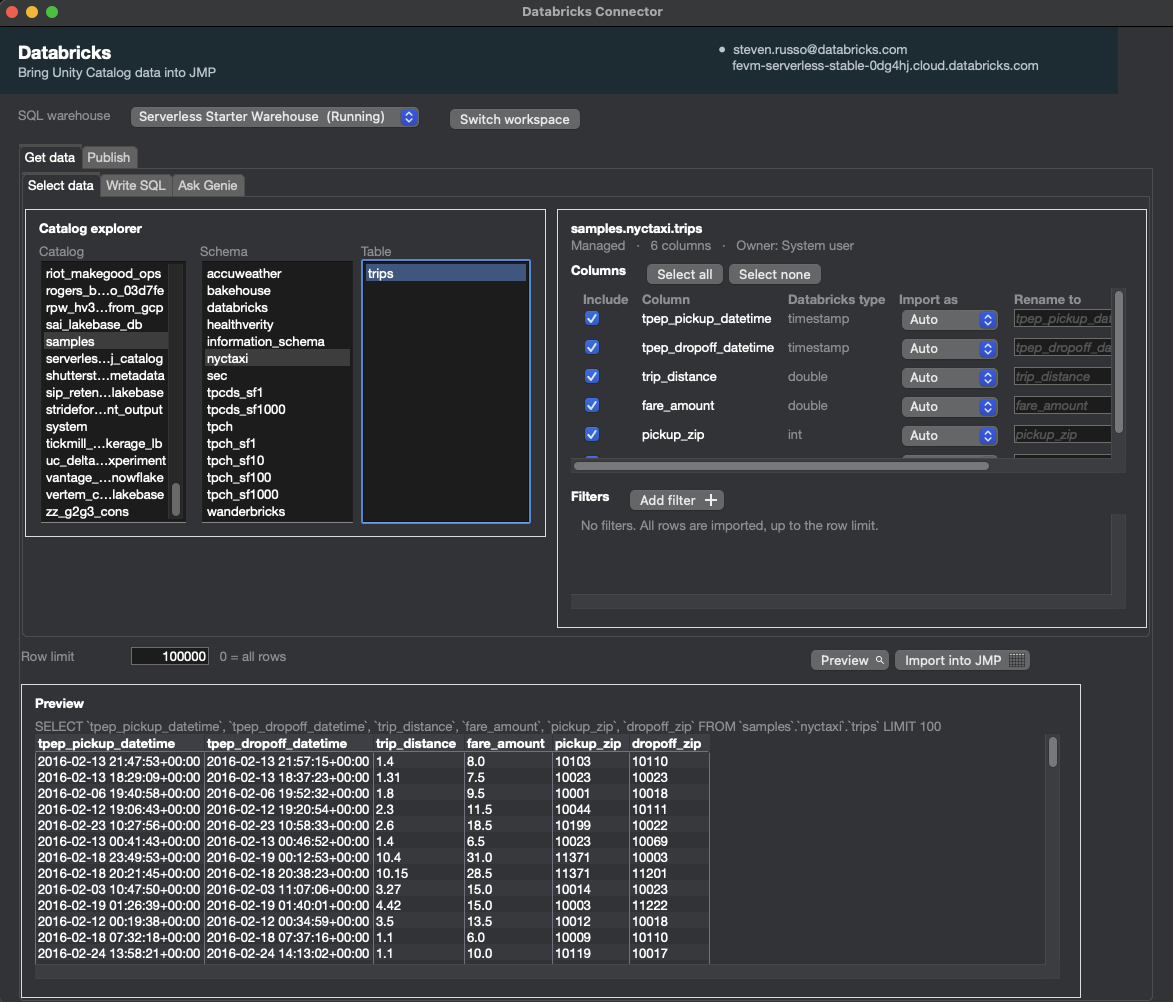 Databricks Connector
Databricks
Bring Unity Catalog data into JMP
steven.russo@databricks.com
fevm-serverless-stable-0dg4hj.cloud.databricks.com
SQL warehouse
Serverless Starter Warehouse (Running)
Switch workspace
Get data
Publish
Select data
Write SQL
Ask Genie
Catalog explorer
Catalog
riot_makegood_ops
rogers_b...o_03d7fe
rpw_hv3...from_gcp
sai_lakebase_db
samples
serverles...j_catalog
shutterst...metadata
sip_reten...lakebase
stridefor...nt_output
system
tickmill_...kerage_lb
uc_delta...xperiment
vantage_...nowflake
vertem_c...lakebase
zz_g2g3_cons
Schema
accuweather
bakehouse
databricks
healthverity
information_schema
nyctaxi
sec
tpcds_sf1
tpcds_sf1000
tpch
tpch_sf1
tpch_sf10
tpch_sf100
tpch_sf1000
wanderbricks
Table
trips
samples.nyctaxi.trips
Managed · 6 columns · Owner: System user
Columns
Select all
Select none
Include Column Databricks type Import as Rename to
tpep_pickup_datetime timestamp Auto tpep_pickup_dat
tpep_dropoff_datetime timestamp Auto tpep_dropoff_da
trip_distance double Auto trip_distance
fare_amount double Auto fare_amount
pickup_zip int Auto pickup_zip
Filters
Add filter +
No filters. All rows are imported, up to the row limit.
Row limit
100000
0 = all rows
Preview
Import into JMP
Preview
SELECT `tpep_pickup_datetime`, `tpep_dropoff_datetime`, `trip_distance`, `fare_amount`, `pickup_zip`, `dropoff_zip` FROM `samples`.`nyctaxi`.`trips` LIMIT 100
tpep_pickup_datetime tpep_dropoff_datetime trip_distance fare_amount pickup_zip dropoff_zip
2016-02-13 21:47:53+00:00 2016-02-13 21:57:15+00:00 1.4 8.0 10103 10110
2016-02-13 18:29:09+00:00 2016-02-13 18:37:23+00:00 1.31 7.5 10023 10023
2016-02-06 19:40:58+00:00 2016-02-06 19:52:32+00:00 1.8 9.5 10001 10018
2016-02-12 19:06:43+00:00 2016-02-12 19:20:54+00:00 2.3 11.5 10044 10111
2016-02-23 10:27:56+00:00 2016-02-23 10:58:33+00:00 2.6 18.5 10199 10022
2016-02-13 00:41:43+00:00 2016-02-13 00:46:52+00:00 1.4 6.5 10023 10069
2016-02-18 23:49:53+00:00 2016-02-19 00:12:53+00:00 10.4 31.0 11371 10003
2016-02-18 20:21:45+00:00 2016-02-18 20:38:23+00:00 10.15 28.5 11371 11201
2016-02-03 10:47:50+00:00 2016-02-03 11:07:06+00:00 3.27 15.0 10014 10023
2016-02-19 01:26:39+00:00 2016-02-19 01:40:01+00:00 4.42 15.0 10003 11222
2016-02-12 00:19:38+00:00 2016-02-12 00:34:59+00:00 3.5 13.5 10012 10018
2016-02-18 07:32:18+00:00 2016-02-18 07:37:16+00:00 1.1 6.0 10009 10110
2016-02-24 13:58:21+00:00 2016-02-24 14:13:02+00:00 1.1 10.0 10119 10017